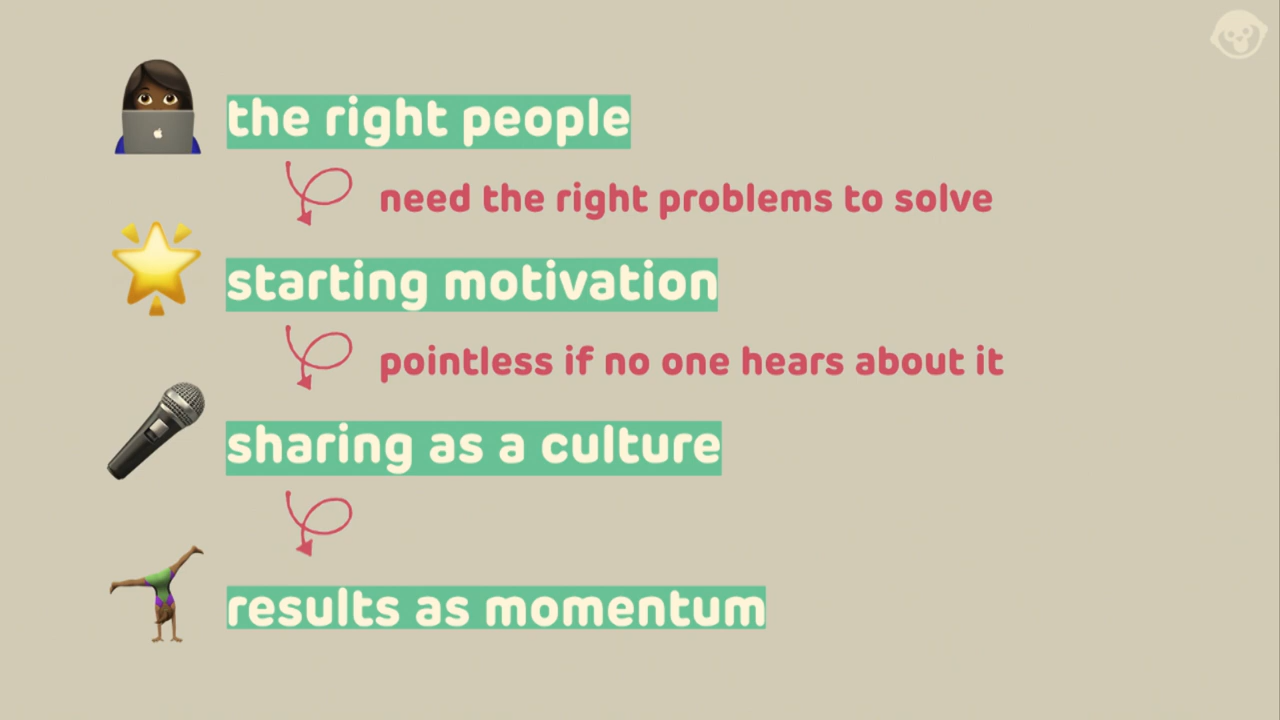 the right people
need the right problems to solve
starting motivation
pointless if no one hears about it
sharing as a culture
results as momentum